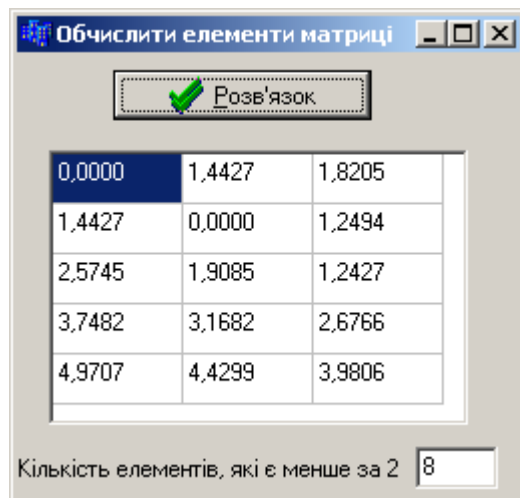 Обчислити елементи матриці
Розв'язок
0,0000 1,4427 1,8205
1,4427 0,0000 1,2494
2,5745 1,9085 1,2427
3,7482 3,1682 2,6766
4,9707 4,4299 3,9806
Кількість елементів, які є менше за 2 8